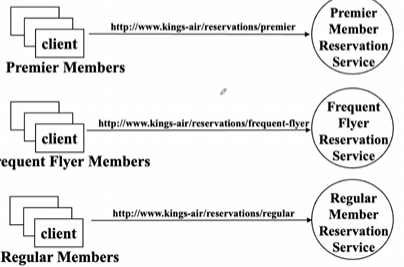 client
Premier Members
http://www.kings-air/reservations/premier
Premier
Member
Reservation
Service
client
equent Flyer Members
http://www.kings-air/reservations/frequent-flyer
Frequent
Flyer
Reservation
Service
client
Regular Members
http://www.kings-air/reservations/regular
Regular
Member
Reservation
Service